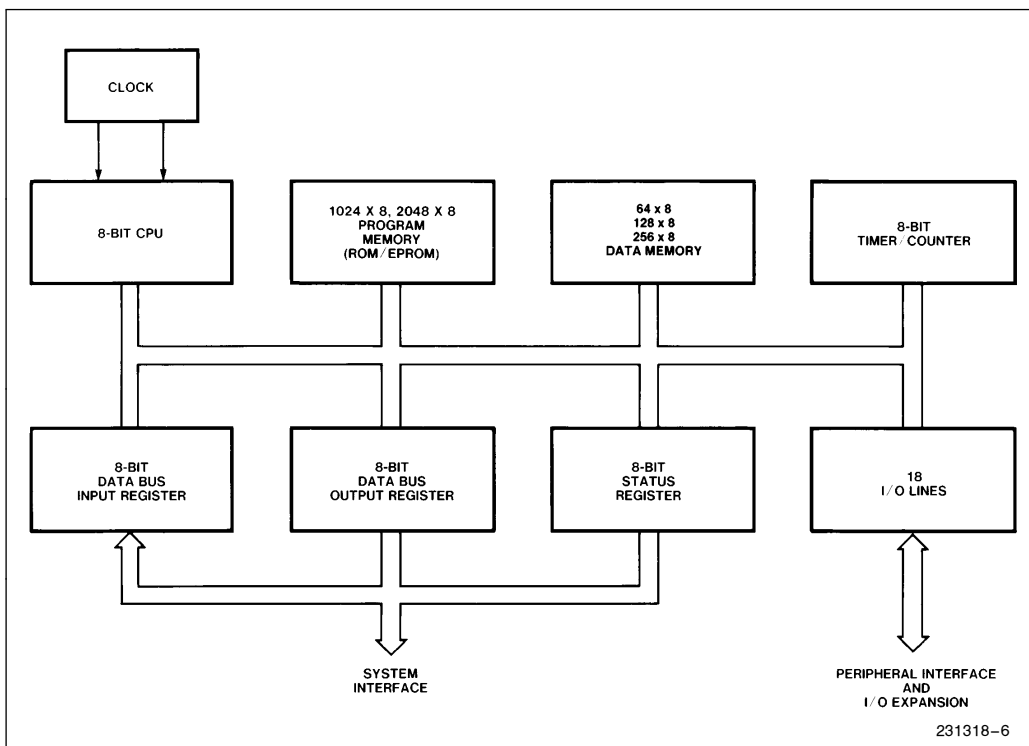 CLOCK
8-BIT CPU
1024 X 8, 2048 X 8
PROGRAM
MEMORY
(ROM/EPROM)
64 x 8
128 x 8
256 x 8
DATA MEMORY
8-BIT
TIMER/COUNTER
8-BIT
DATA BUS
INPUT REGISTER
8-BIT
DATA BUS
OUTPUT REGISTER
8-BIT
STATUS
REGISTER
18
I/O LINES
SYSTEM
INTERFACE
PERIPHERAL INTERFACE
AND
I/O EXPANSION
231318–6